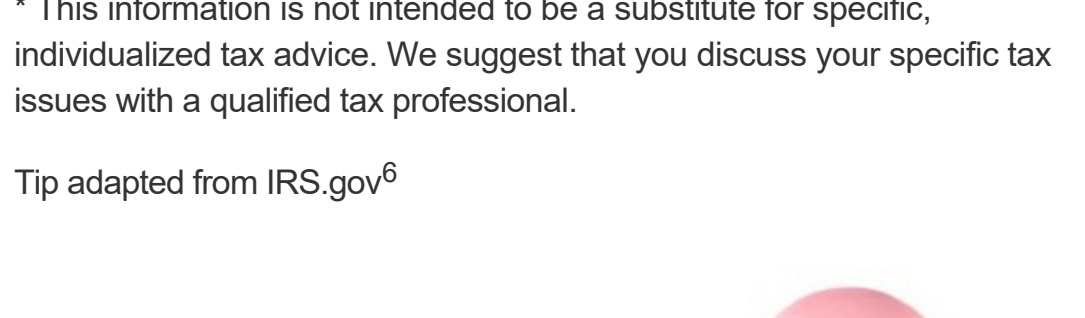 * This information is not intended to be a substitute for specific,
individualized tax advice. We suggest that you discuss your specific tax
issues with a qualified tax professional.
Tip adapted from IRS.gov⁶